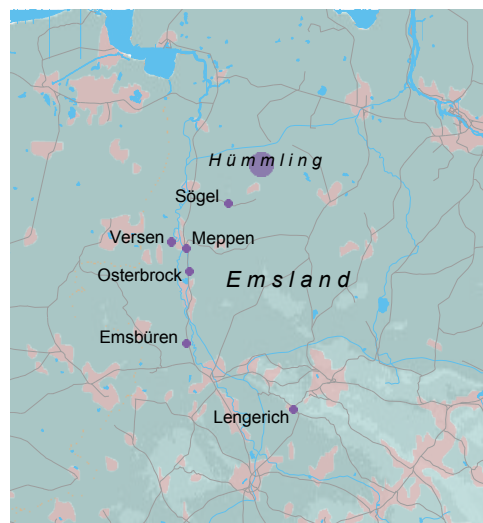 Hümmling
Sögel
Versen
Meppen
Osterbrock
Emsland
Emsbüren
Lengerich